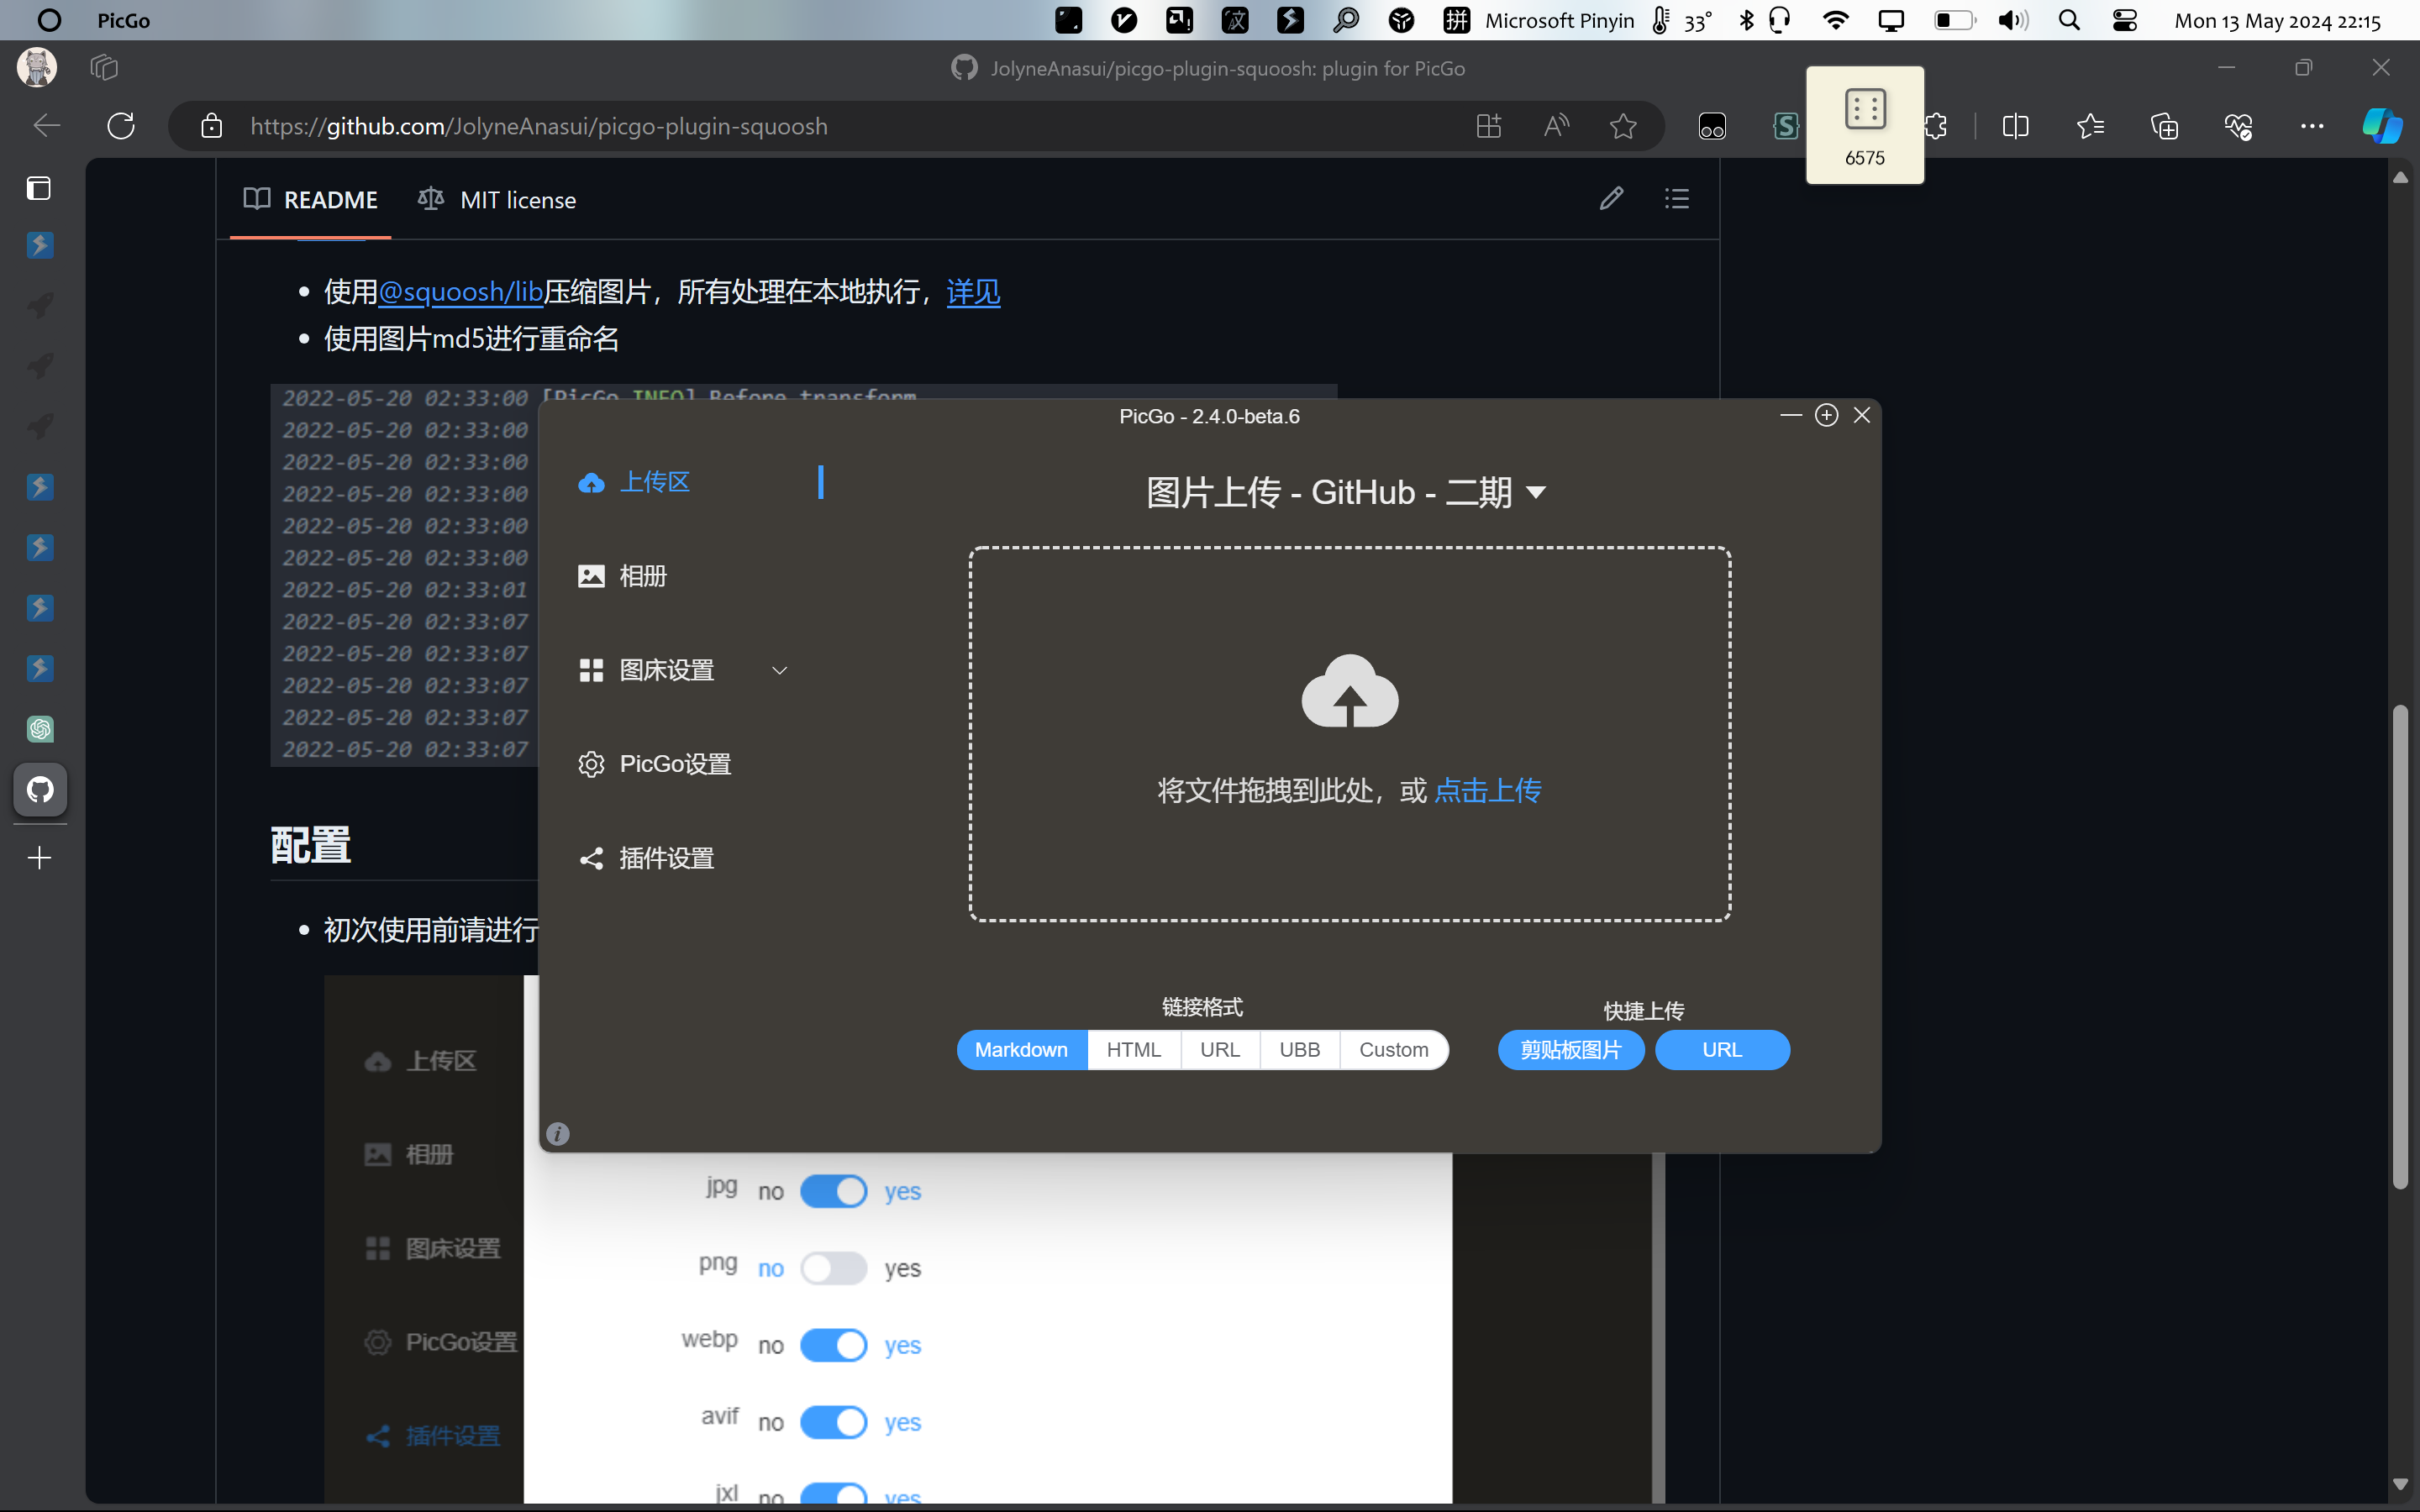 PicGo
Microsoft Pinyin
33°
Mon 13 May 2024 22:15
JolyneAnasui/picgo-plugin-squoosh: plugin for PicGo
https://github.com/JolyneAnasui/picgo-plugin-squoosh
6575
README
MIT license
使用@squoosh/lib压缩图片，所有处理在本地执行，详见
使用图片md5进行重命名
2022-05-20 02:33:00 [PicGo INFO] Before transform
2022-05-20 02:33:00
2022-05-20 02:33:00
2022-05-20 02:33:00
2022-05-20 02:33:00
2022-05-20 02:33:00
2022-05-20 02:33:01
2022-05-20 02:33:07
2022-05-20 02:33:07
2022-05-20 02:33:07
2022-05-20 02:33:07
2022-05-20 02:33:07
配置
初次使用前请进行
PicGo - 2.4.0-beta.6
上传区
相册
图床设置
PicGo设置
插件设置
图片上传 - GitHub - 二期
将文件拖拽到此处，或 点击上传
链接格式
Markdown
HTML
URL
UBB
Custom
快捷上传
剪贴板图片
URL
上传区
相册
图床设置
PicGo设置
插件设置
jpg no yes
png no yes
webp no yes
avif no yes
jxl no yes